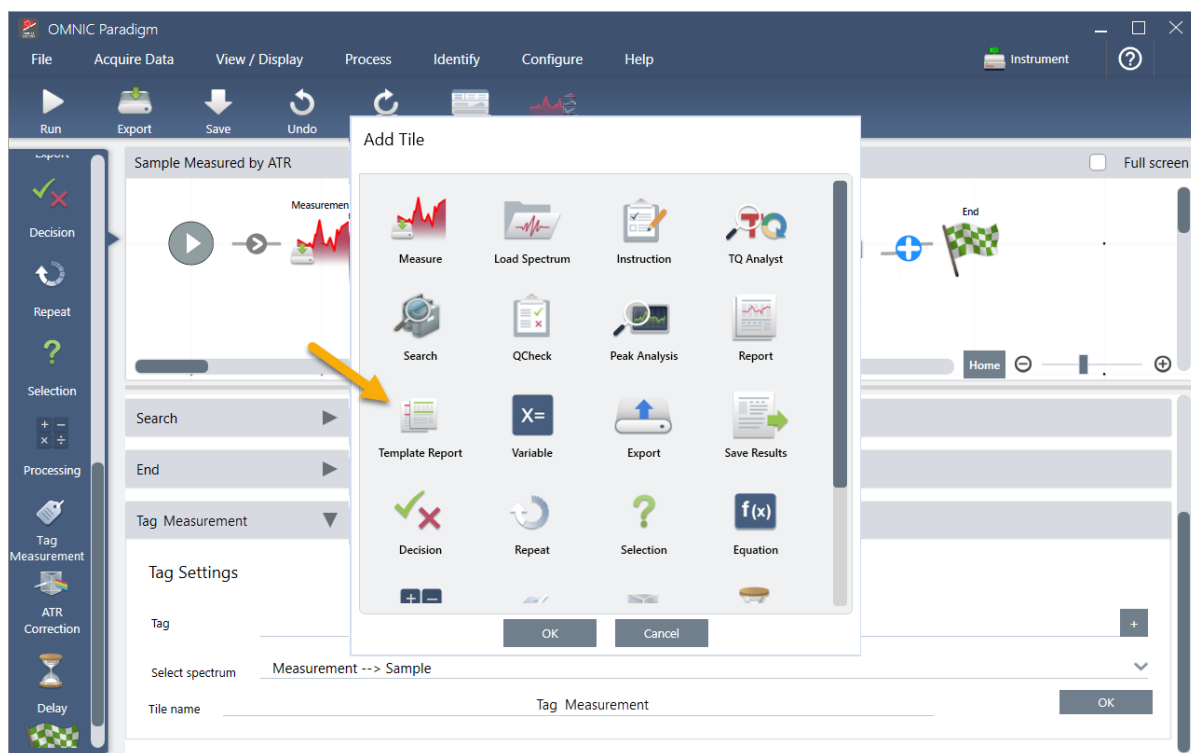 OMNIC Paradigm
File Acquire Data View / Display Process Identify Configure Help Instrument
Run Export Save Undo
Add Tile
Export
Decision
Repeat
Selection
Processing
Tag
Measurement
ATR
Correction
Delay
Sample Measured by ATR
Full screen
Measuremen
End
Home
Measure Load Spectrum Instruction TQ Analyst
Search QCheck Peak Analysis Report
X=
Template Report Variable Export Save Results
f(x)
Decision Repeat Selection Equation
OK Cancel
Search
End
Tag Measurement
Tag Settings
Tag +
Select spectrum Measurement --> Sample
Tile name Tag Measurement OK